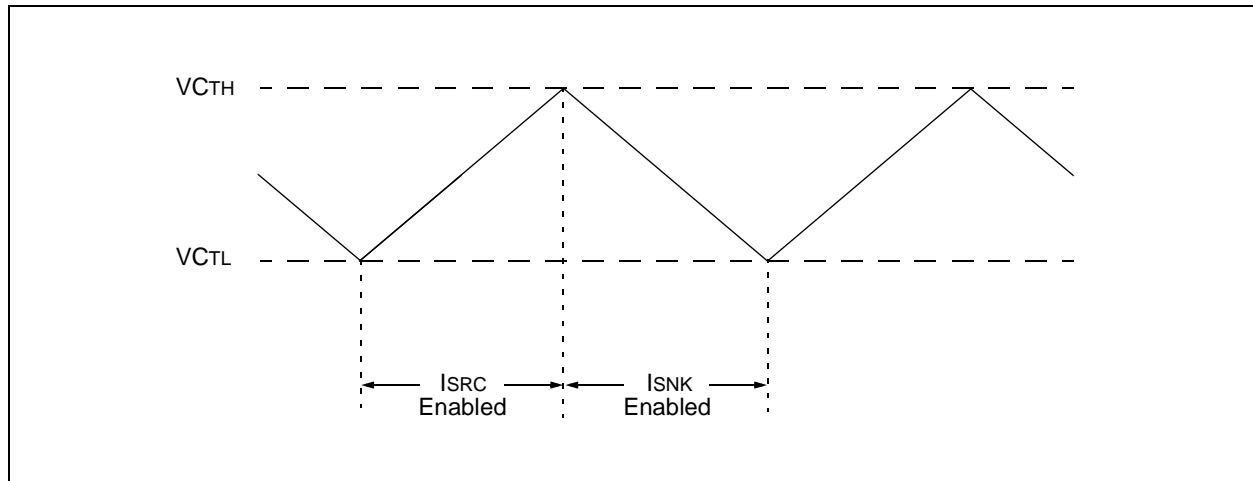 VCTH
VCTL
ISRC
Enabled
ISNK
Enabled